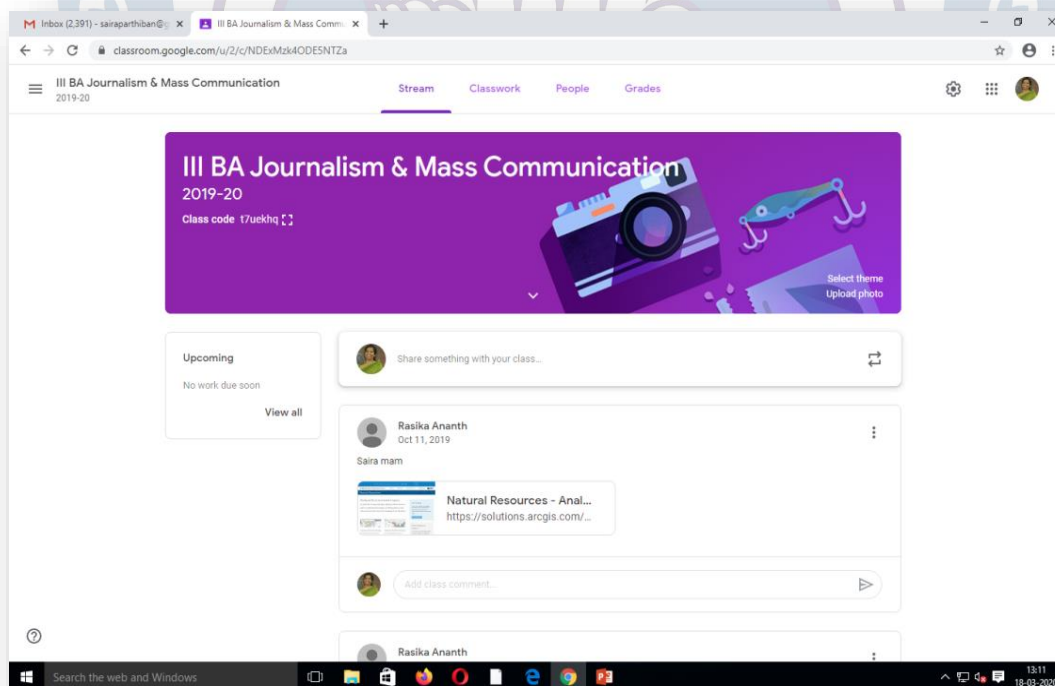 Inbox (2,391) - sairaparthiban@g
III BA Journalism & Mass Comm
classroom.google.com/u/2/c/NDExMzk4ODE5NTZa
III BA Journalism & Mass Communication
2019-20
Stream
Classwork
People
Grades
III BA Journalism & Mass Communication
2019-20
Class code t7uekhq
Select theme
Upload photo
Upcoming
No work due soon
View all
Share something with your class...
Rasika Ananth
Oct 11, 2019
Saira mam
Natural Resources - Anal...
https://solutions.arcgis.com/...
Add class comment...
Rasika Ananth
Search the web and Windows
13:11
18-03-2020